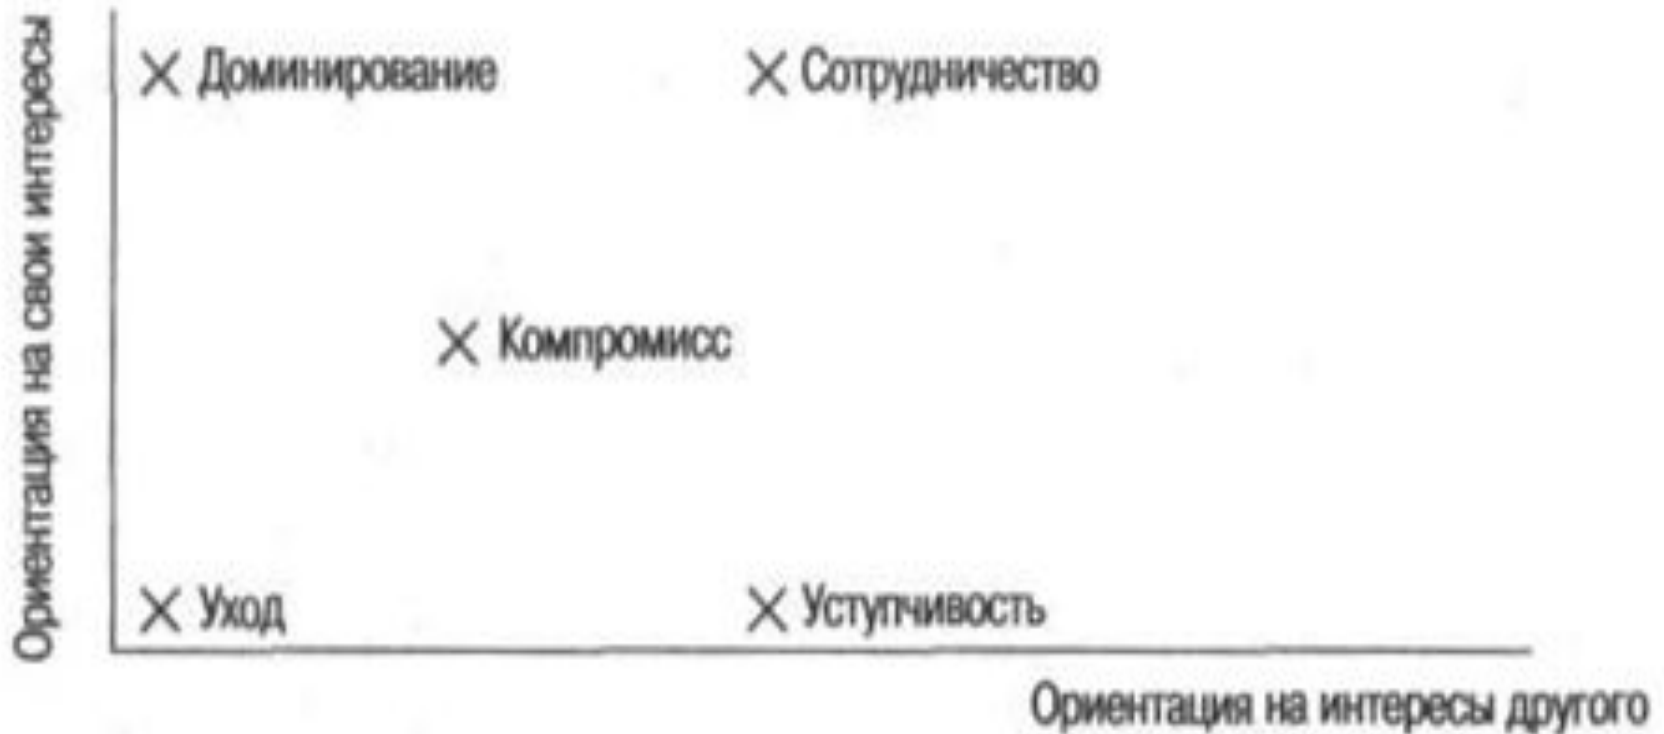 Ориентация на свои интересы
Доминирование
Сотрудничество
Компромисс
Уход
Уступчивость
Ориентация на интересы другого